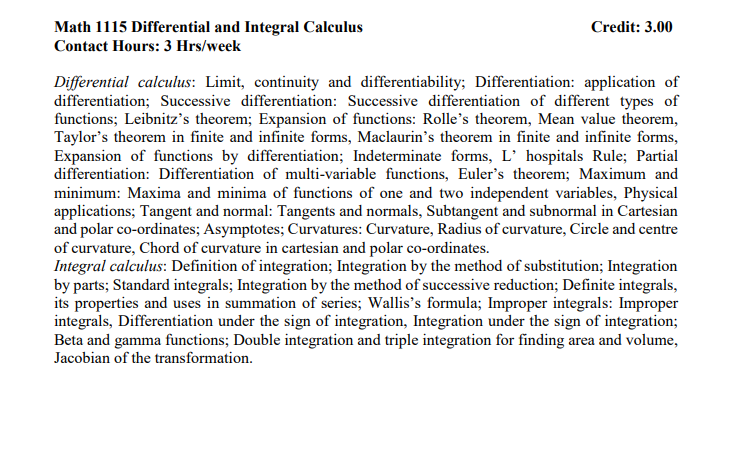 Math 1115 Differential and Integral Calculus Credit: 3.00
Contact Hours: 3 Hrs/week
Differential calculus: Limit, continuity and differentiability; Differentiation: application of
differentiation; Successive differentiation: Successive differentiation of different types of
functions; Leibnitz’s theorem; Expansion of functions: Rolle’s theorem, Mean value theorem,
Taylor’s theorem in finite and infinite forms, Maclaurin’s theorem in finite and infinite forms,
Expansion of functions by differentiation; Indeterminate forms, L’ hospitals Rule; Partial
differentiation: Differentiation of multi-variable functions, Euler’s theorem; Maximum and
minimum: Maxima and minima of functions of one and two independent variables, Physical
applications; Tangent and normal: Tangents and normals, Subtangent and subnormal in Cartesian
and polar co-ordinates; Asymptotes; Curvatures: Curvature, Radius of curvature, Circle and centre
of curvature, Chord of curvature in cartesian and polar co-ordinates.
Integral calculus: Definition of integration; Integration by the method of substitution; Integration
by parts; Standard integrals; Integration by the method of successive reduction; Definite integrals,
its properties and uses in summation of series; Wallis’s formula; Improper integrals: Improper
integrals, Differentiation under the sign of integration, Integration under the sign of integration;
Beta and gamma functions; Double integration and triple integration for finding area and volume,
Jacobian of the transformation.